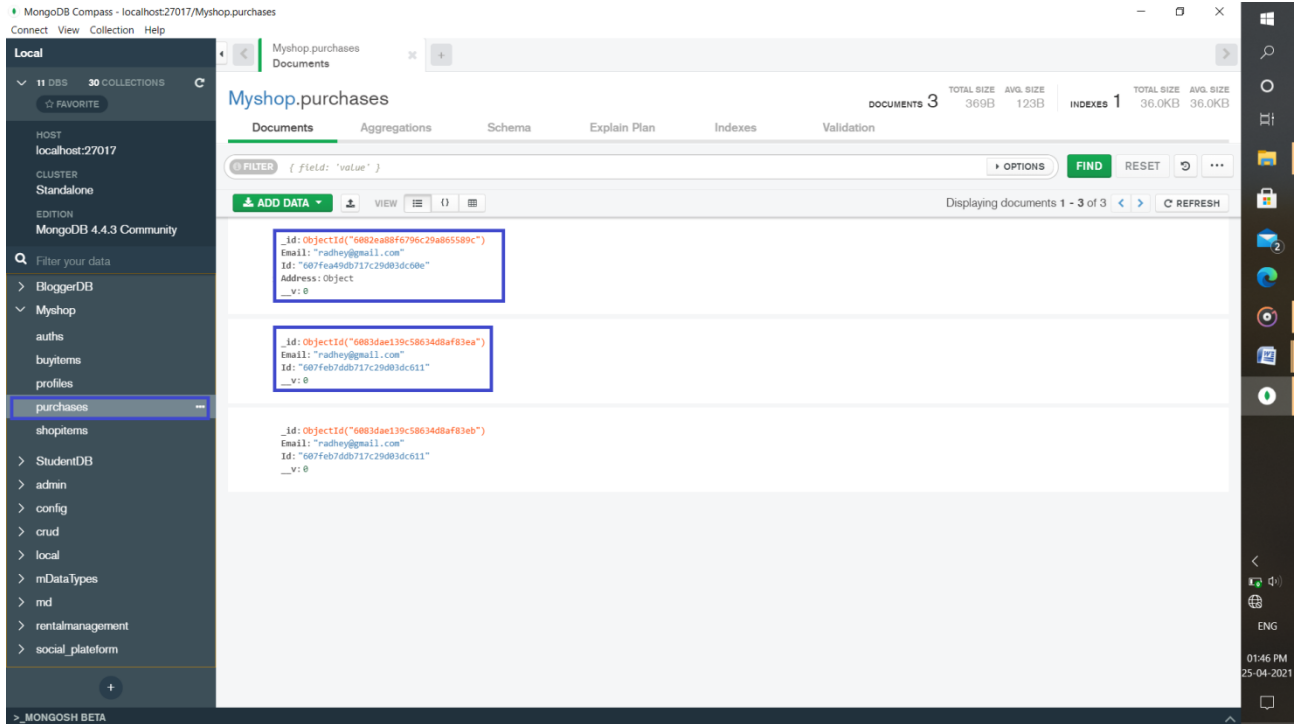 MongoDB Compass - localhost:27017/Myshop.purchases
Connect View Collection Help
Local
11 DBS 30 COLLECTIONS
☆ FAVORITE
HOST
localhost:27017
CLUSTER
Standalone
EDITION
MongoDB 4.4.3 Community
Filter your data
BloggerDB
Myshop
auths
buyitems
profiles
purchases
shopitems
StudentDB
admin
config
crud
local
mDataTypes
md
rentalmanagement
social_plateform
>_MONGOSH BETA
Myshop.purchases
Documents
Myshop.purchases
DOCUMENTS 3 TOTAL SIZE 369B AVG. SIZE 123B INDEXES 1 TOTAL SIZE 36.0KB AVG. SIZE 36.0KB
Documents Aggregations Schema Explain Plan Indexes Validation
FILTER { field: 'value' } OPTIONS FIND RESET ...
ADD DATA VIEW {} Displaying documents 1 - 3 of 3 < > REFRESH
_id:ObjectId("6082ea88f6796c29a865589c")
Email:"radhey@gmail.com"
Id:"607fea49db717c29d03dc60e"
Address:Object
__v:0
_id:ObjectId("6083dae139c58634d8af83ea")
Email:"radhey@gmail.com"
Id:"607feb7ddb717c29d03dc611"
__v:0
_id:ObjectId("6083dae139c58634d8af83eb")
Email:"radhey@gmail.com"
Id:"607feb7ddb717c29d03dc611"
__v:0
2
ENG
01:46 PM
25-04-2021